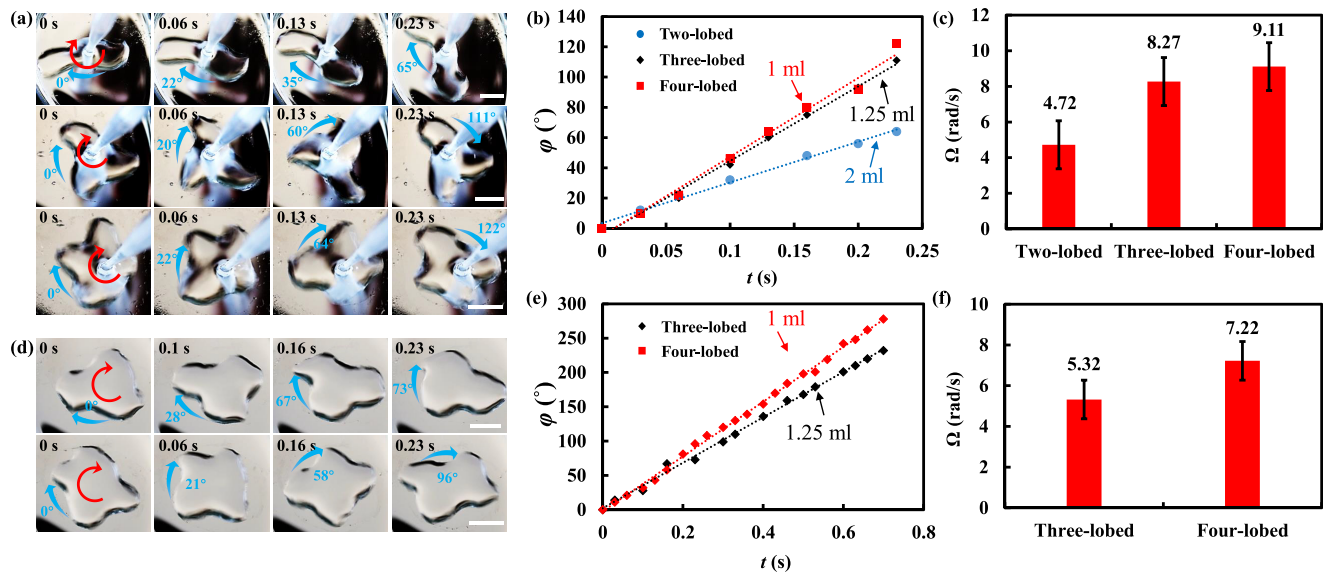 (a)
0 s
0.06 s
0.13 s
0.23 s
0°
22°
35°
65°
0 s
0.06 s
0.13 s
0.23 s
0°
20°
60°
111°
0 s
0.06 s
0.13 s
0.23 s
0°
22°
64°
122°
(b)
φ (°)
140
120
100
80
60
40
20
0
Two-lobed
Three-lobed
Four-lobed
1 ml
1.25 ml
2 ml
0
0.05
0.1
0.15
0.2
0.25
t (s)
(c)
Ω (rad/s)
12
10
8
6
4
2
0
4.72
8.27
9.11
Two-lobed
Three-lobed
Four-lobed
(d)
0 s
0.1 s
0.16 s
0.23 s
0°
28°
67°
73°
0 s
0.06 s
0.16 s
0.23 s
0°
21°
58°
96°
(e)
φ (°)
300
250
200
150
100
50
0
Three-lobed
Four-lobed
1 ml
1.25 ml
0
0.2
0.4
0.6
0.8
t (s)
(f)
Ω (rad/s)
10
8
6
4
2
0
5.32
7.22
Three-lobed
Four-lobed